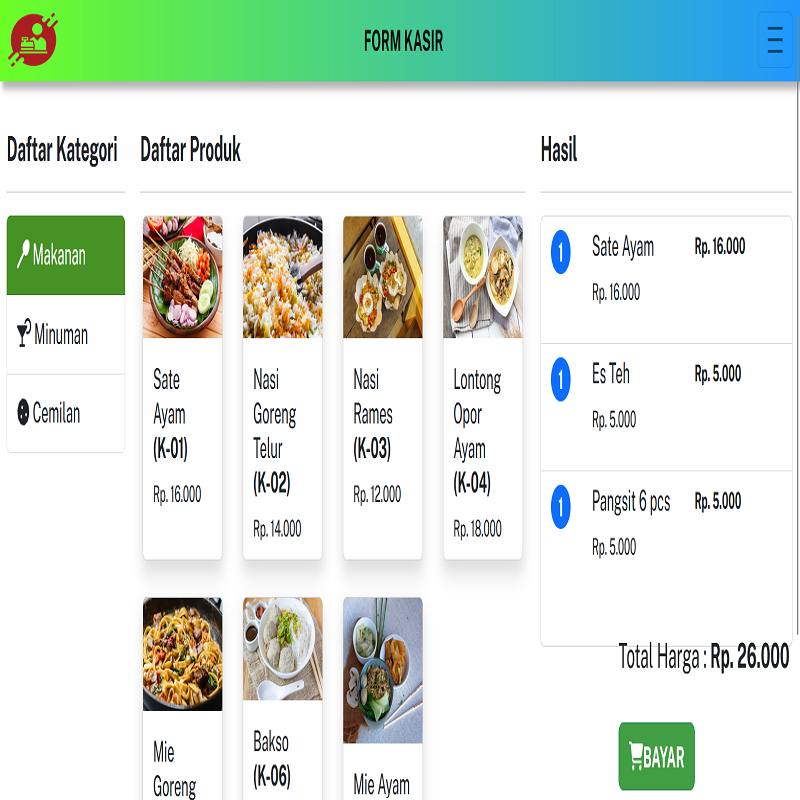 FORM KASIR
Daftar Kategori
Makanan
Minuman
Cemilan
Daftar Produk
Sate
Ayam
(K-01)
Rp. 16.000
Nasi
Goreng
Telur
(K-02)
Rp. 14.000
Nasi
Rames
(K-03)
Rp. 12.000
Lontong
Opor
Ayam
(K-04)
Rp. 18.000
Mie
Goreng
Bakso
(K-06)
Mie Ayam
Hasil
1 Sate Ayam Rp. 16.000
Rp. 16.000
1 Es Teh Rp. 5.000
Rp. 5.000
1 Pangsit 6 pcs Rp. 5.000
Rp. 5.000
Total Harga : Rp. 26.000
BAYAR